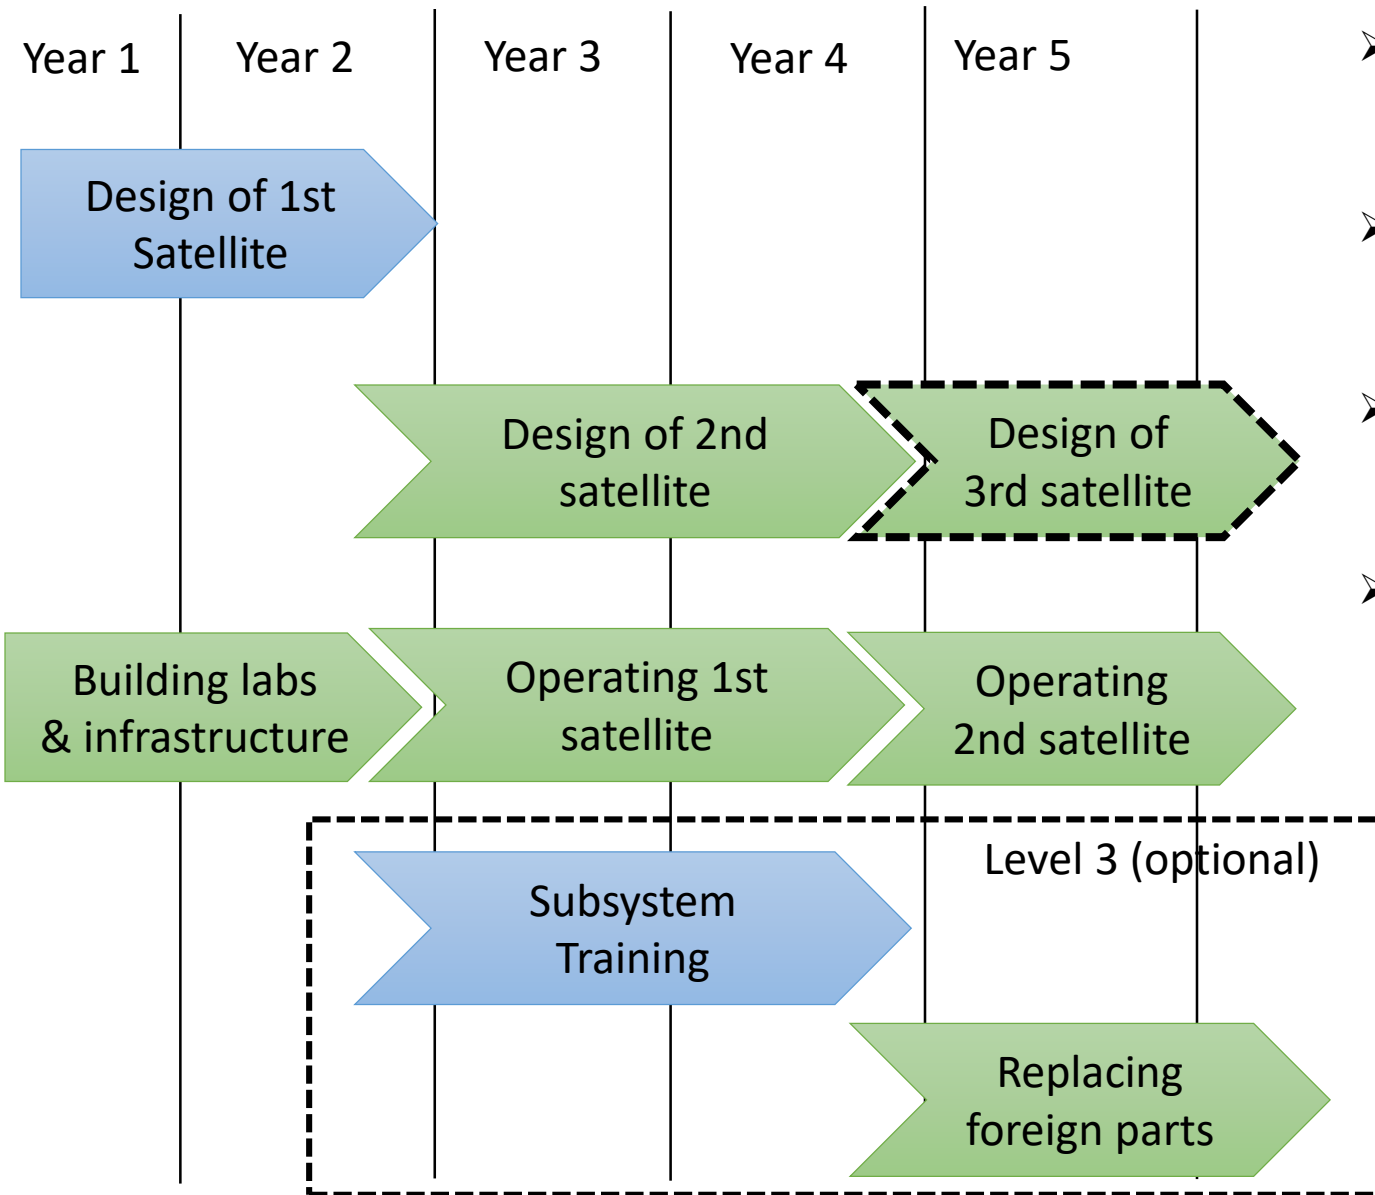 Year 1
Year 2
Year 3
Year 4
Year 5
Design of 1st
Satellite
Design of 2nd
satellite
Design of
3rd satellite
Building labs
& infrastructure
Operating 1st
satellite
Operating
2nd satellite
Level 3 (optional)
Subsystem
Training
Replacing
foreign parts